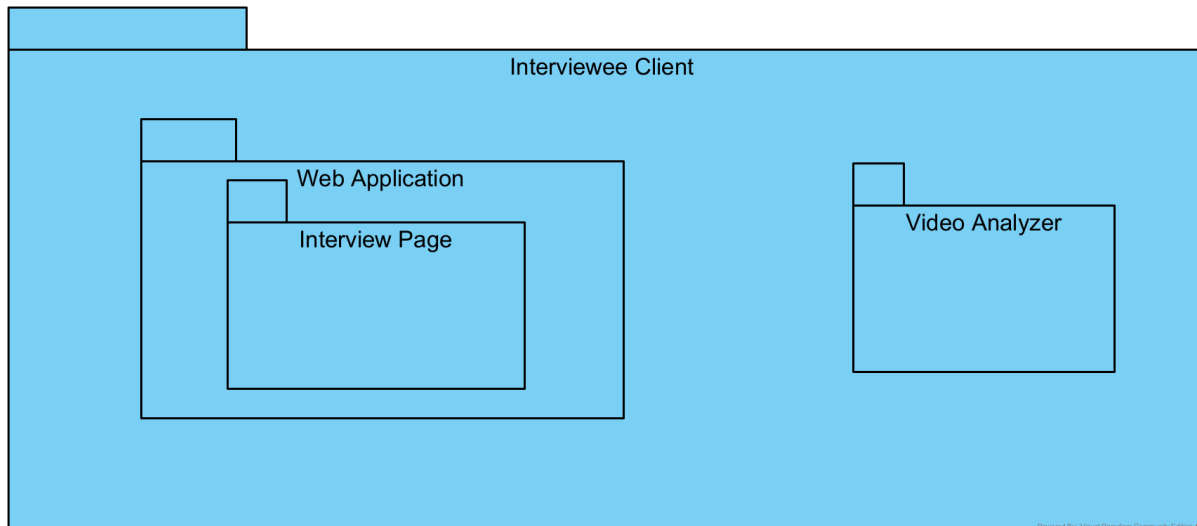 Interviewee Client
Web Application
Interview Page
Video Analyzer